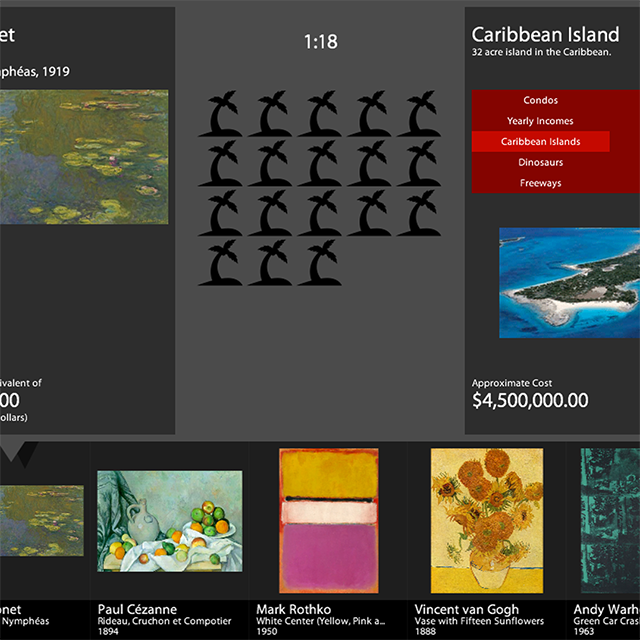 et
nphéas, 1919
ivalent of
00
ollars)
1:18
Caribbean Island
32 acre island in the Caribbean.
Condos
Yearly Incomes
Caribbean Islands
Dinosaurs
Freeways
Approximate Cost
$4,500,000.00
onet
Nymphéas
Paul Cézanne
Rideau, Cruchon et Compotier
1894
Mark Rothko
White Center (Yellow, Pink a...
1950
Vincent van Gogh
Vase with Fifteen Sunflowers
1888
Andy Warh
Green Car Cras
1963